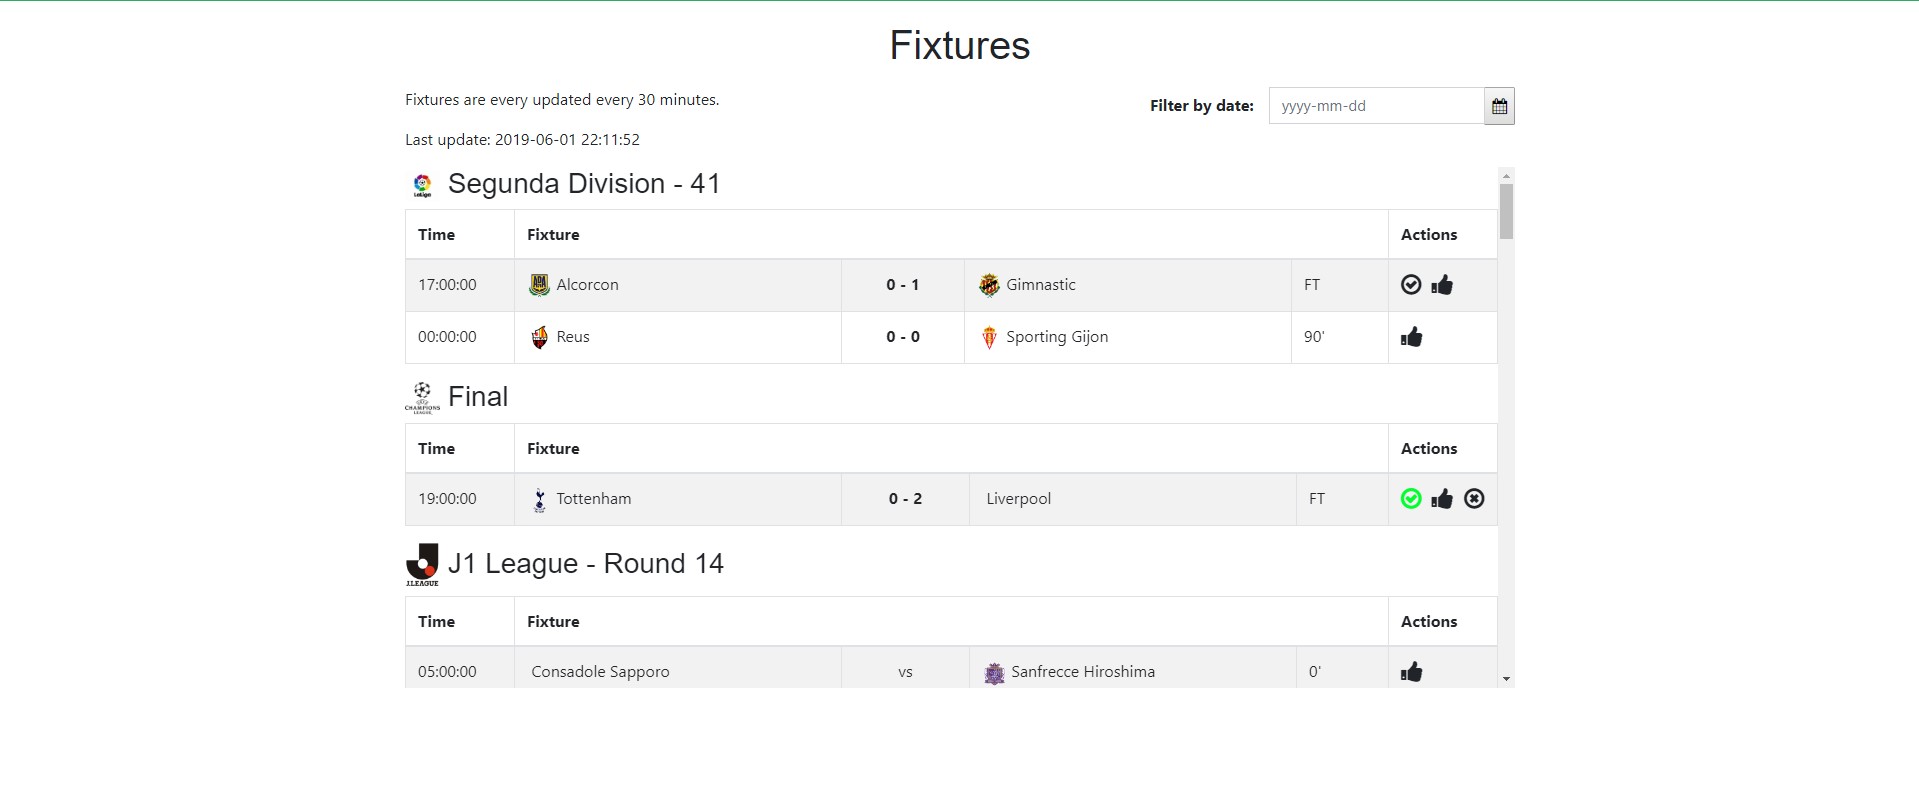 Fixtures
Fixtures are every updated every 30 minutes.
Filter by date: yyyy-mm-dd
Last update: 2019-06-01 22:11:52
LaLiga Segunda Division - 41
Time Fixture Actions
17:00:00 Alcorcon 0 - 1 Gimnastic FT
00:00:00 Reus 0 - 0 Sporting Gijon 90'
CHAMPIONS LEAGUE Final
Time Fixture Actions
19:00:00 Tottenham 0 - 2 Liverpool FT
J.LEAGUE J1 League - Round 14
Time Fixture Actions
05:00:00 Consadole Sapporo vs Sanfrecce Hiroshima 0'